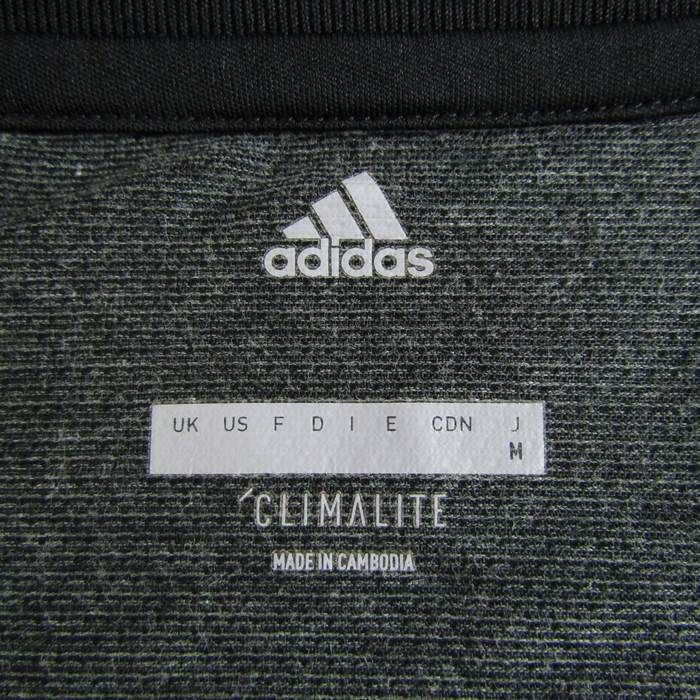 adidas
UK US F D I E CDN J
M
CLIMALITE
MADE IN CAMBODIA